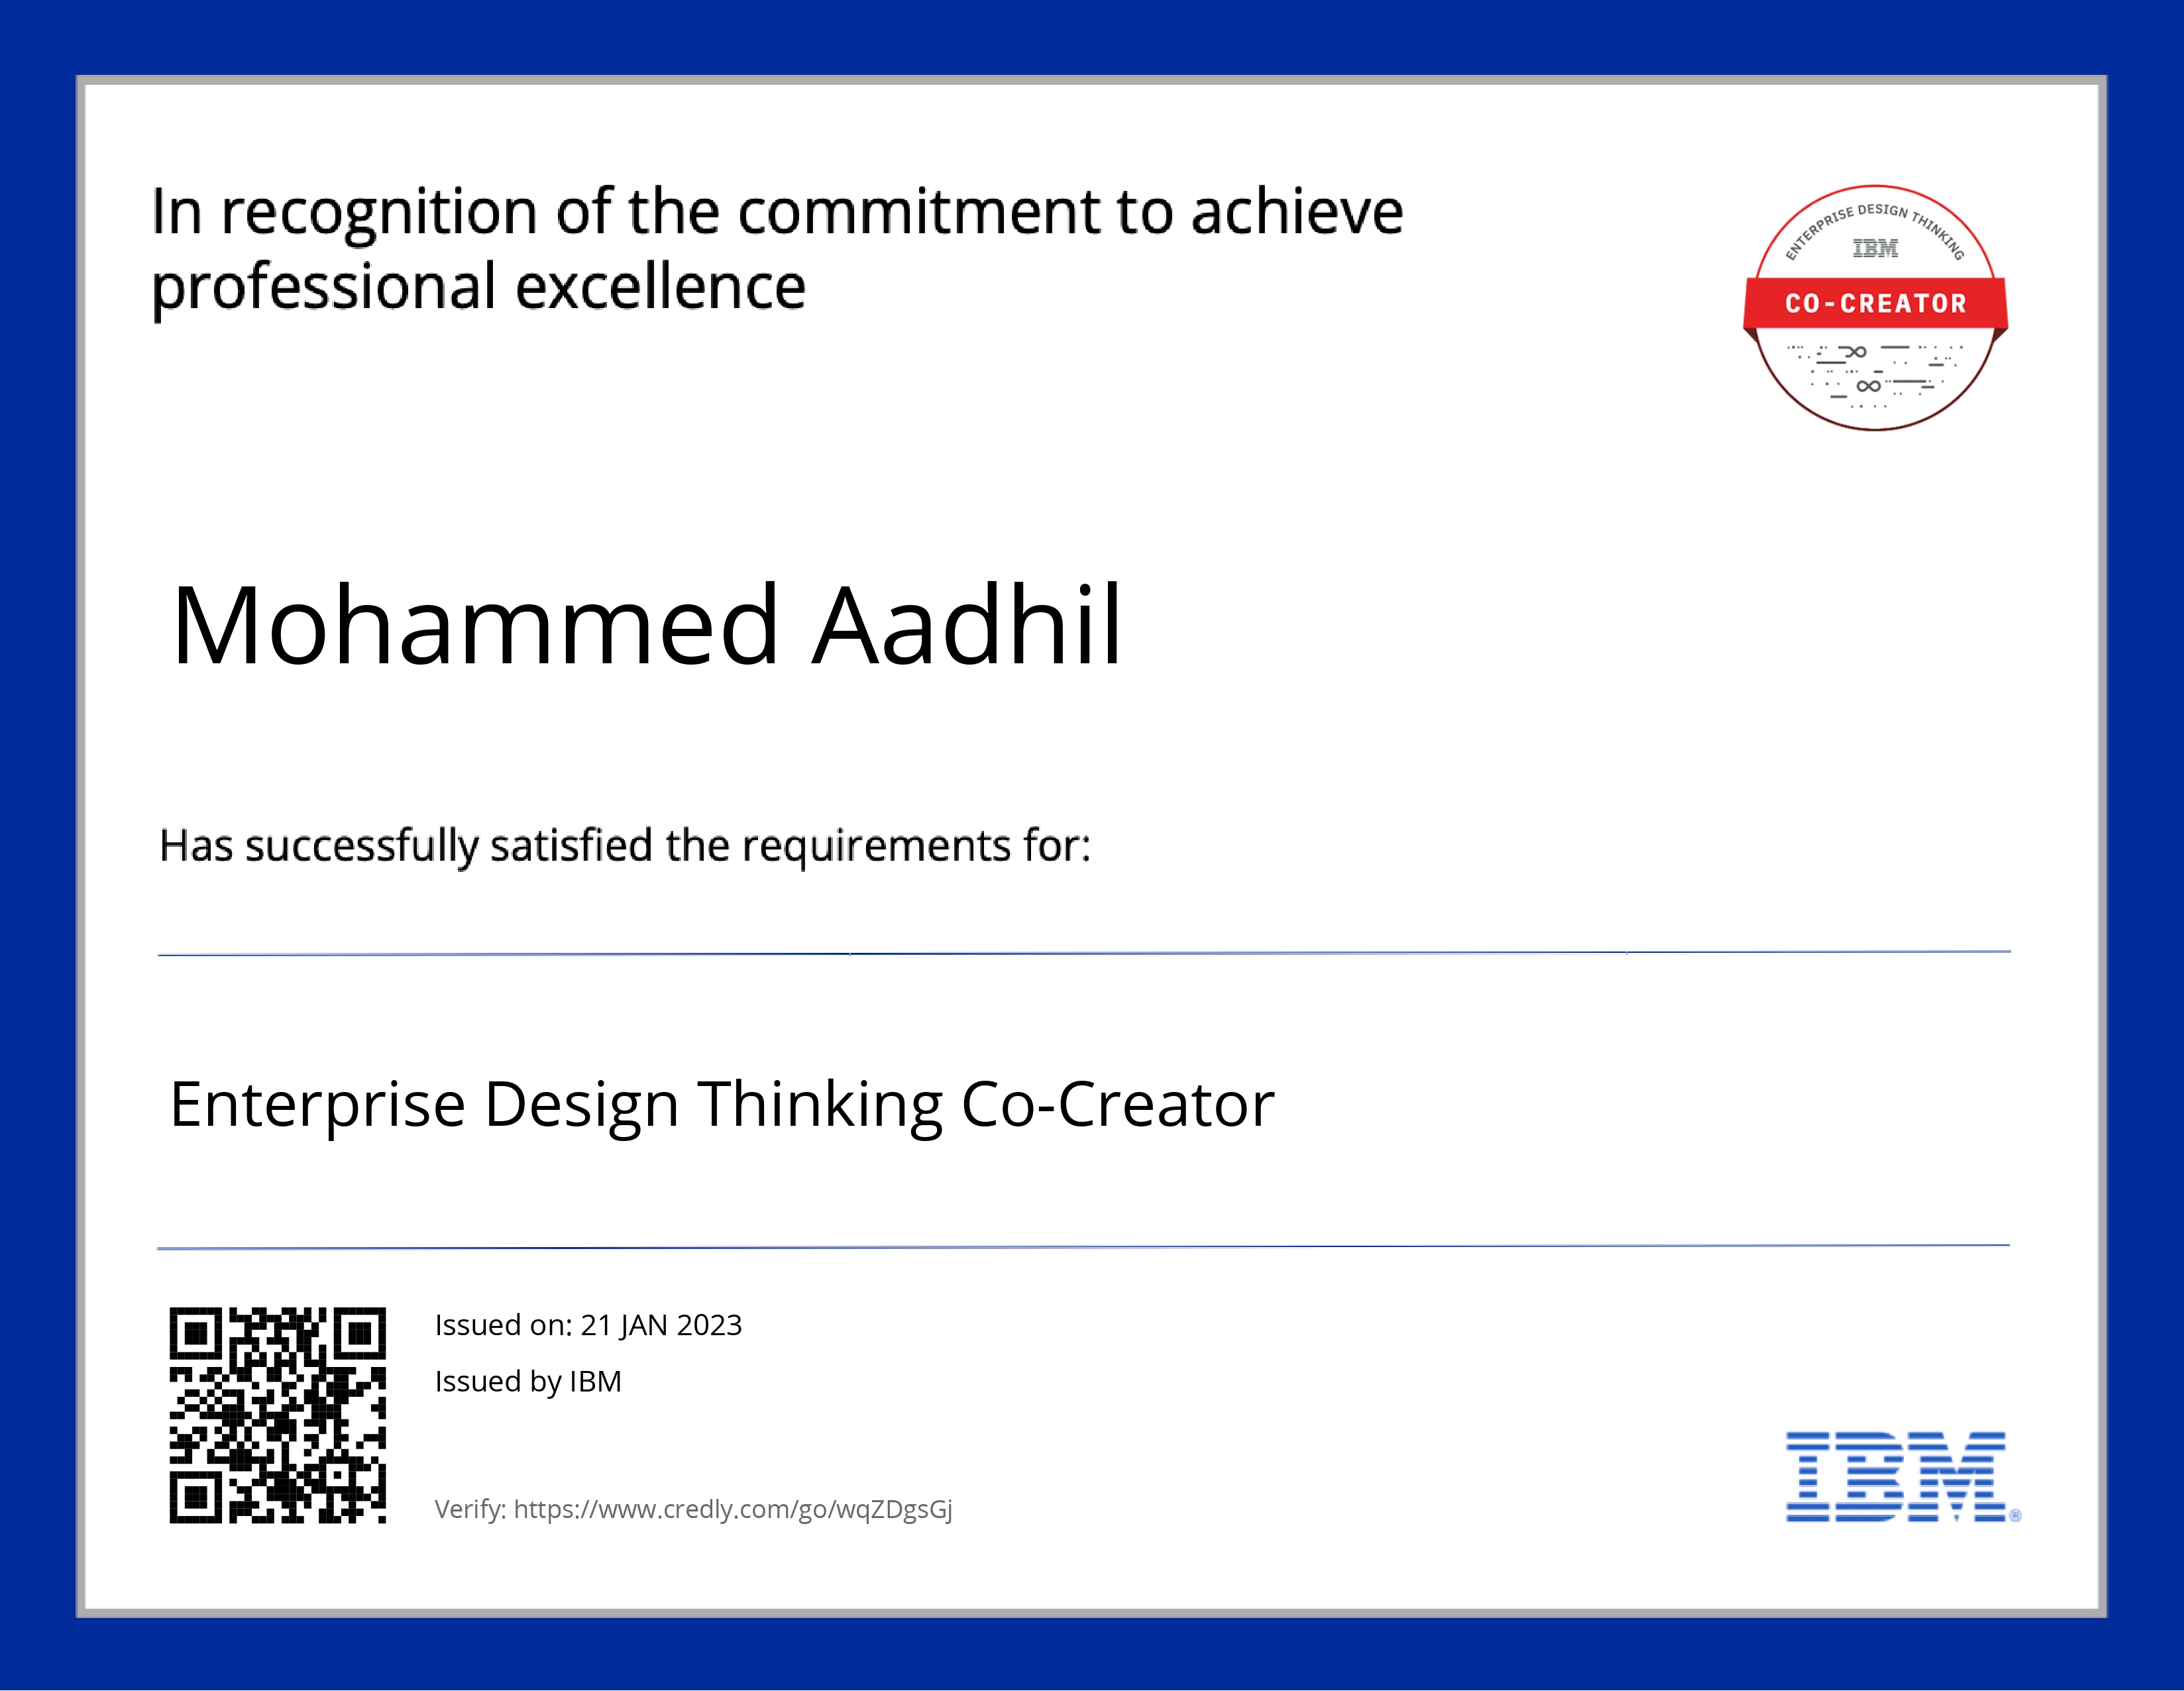 In recognition of the commitment to achieve
professional excellence
ENTERPRISE DESIGN THINKING
IBM
CO-CREATOR
Mohammed Aadhil
Has successfully satisfied the requirements for:
Enterprise Design Thinking Co-Creator
Issued on: 21 JAN 2023
Issued by IBM
Verify: https://www.credly.com/go/wqZDgsGj
IBM®